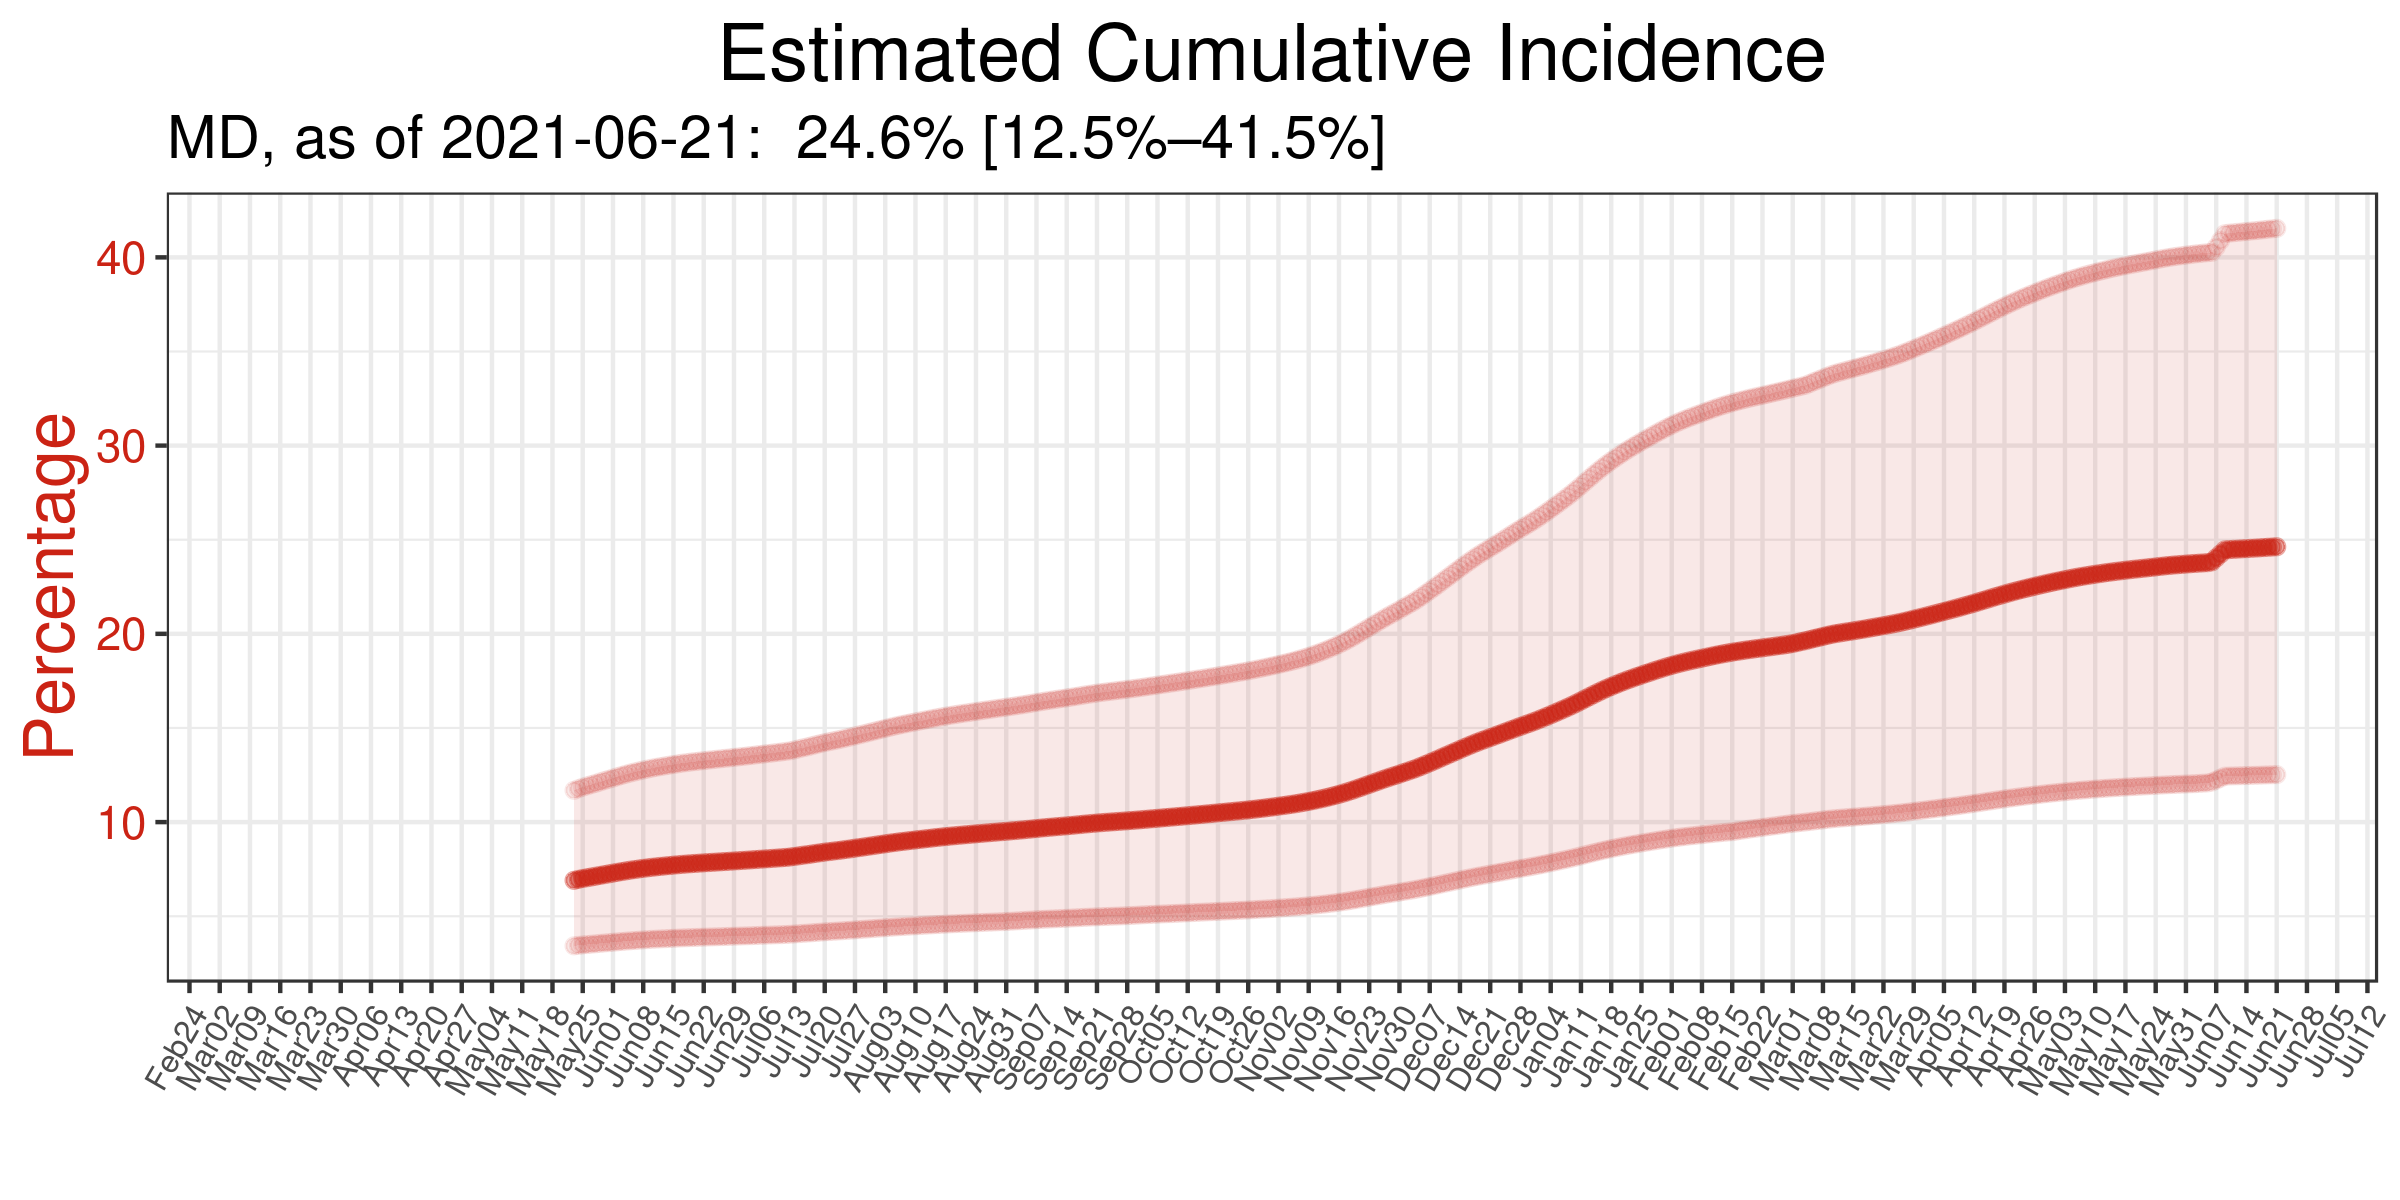 Estimated Cumulative Incidence
MD, as of 2021-06-21:  24.6% [12.5%–41.5%]
Percentage
40
30
20
10
Feb24
Mar02
Mar09
Mar16
Mar23
Mar30
Apr06
Apr13
Apr20
Apr27
May04
May11
May18
May25
Jun01
Jun08
Jun15
Jun22
Jun29
Jul06
Jul13
Jul20
Jul27
Aug03
Aug10
Aug17
Aug24
Aug31
Sep07
Sep14
Sep21
Sep28
Oct05
Oct12
Oct19
Oct26
Nov02
Nov09
Nov16
Nov23
Nov30
Dec07
Dec14
Dec21
Dec28
Jan04
Jan11
Jan18
Jan25
Feb01
Feb08
Feb15
Feb22
Mar01
Mar08
Mar15
Mar22
Mar29
Apr05
Apr12
Apr19
Apr26
May03
May10
May17
May24
May31
Jun07
Jun14
Jun21
Jun28
Jul05
Jul12